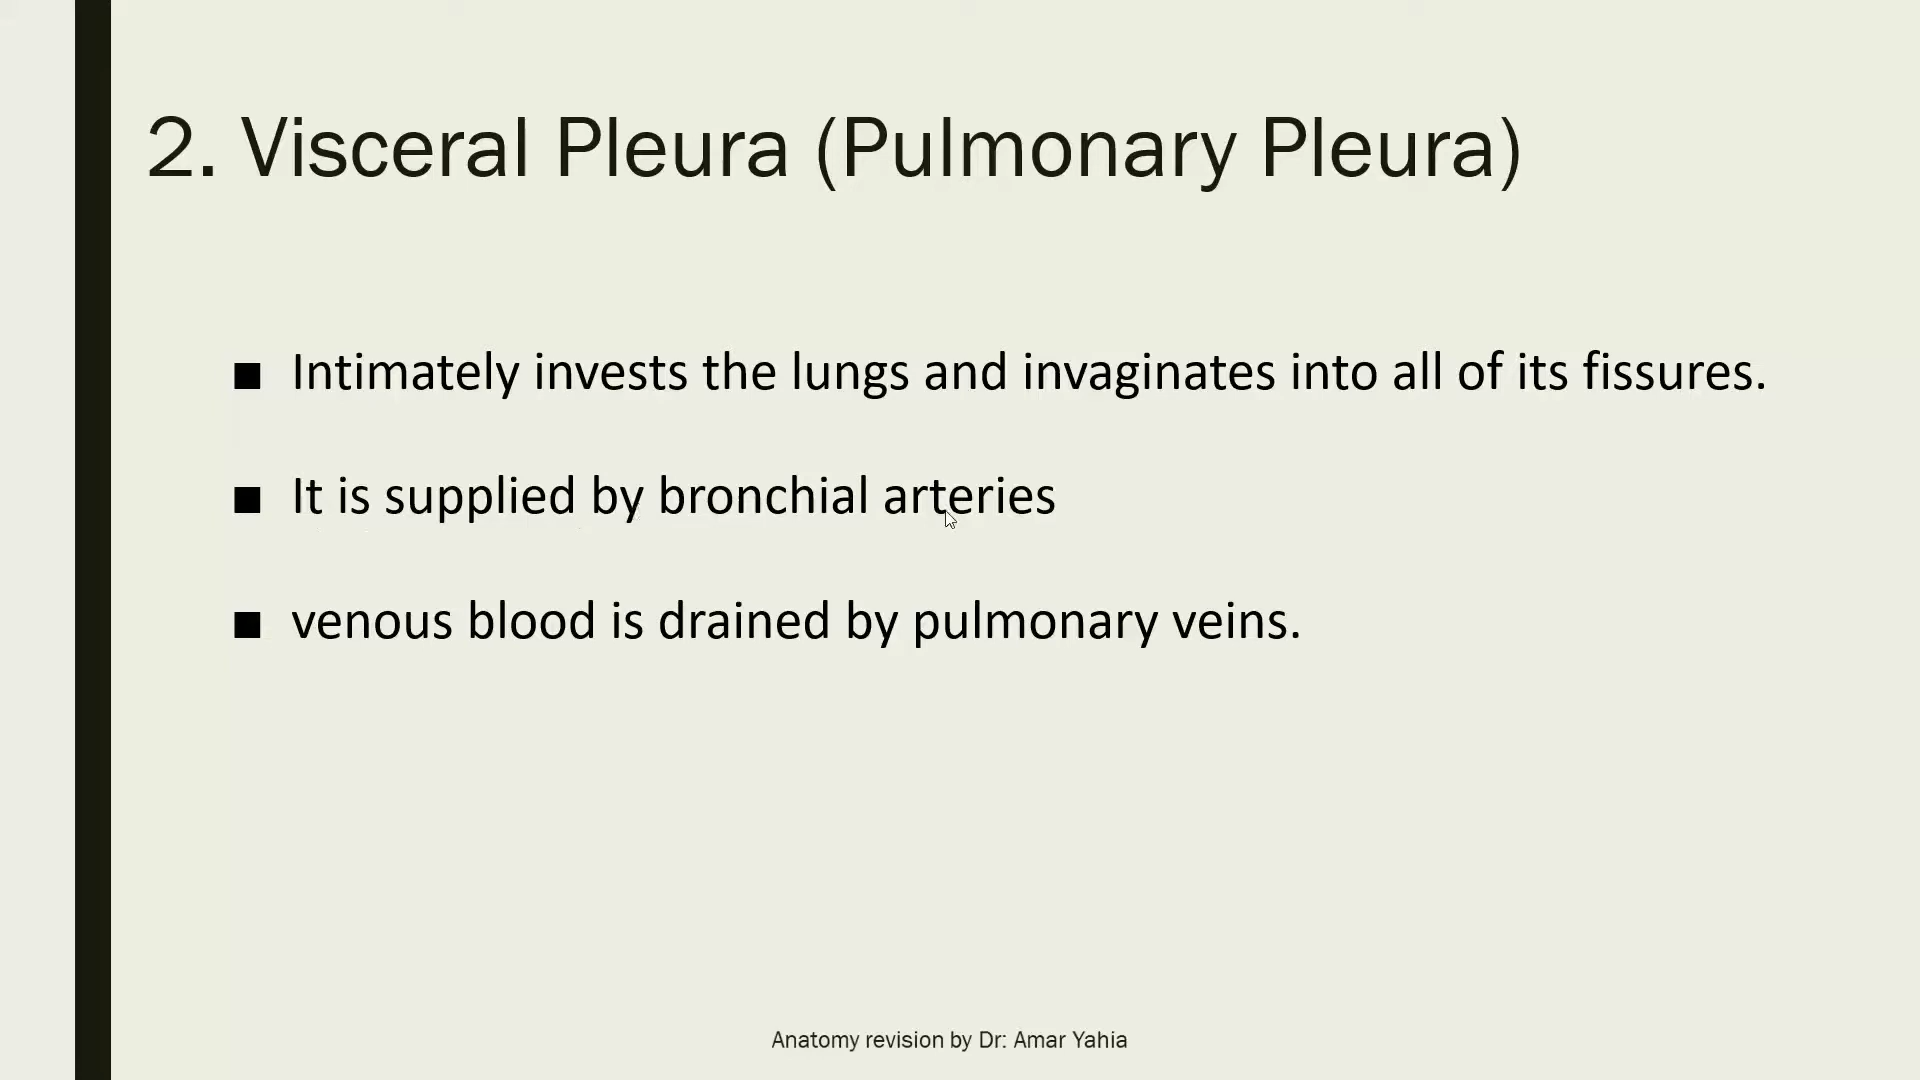 2. Visceral Pleura (Pulmonary Pleura)
■ Intimately invests the lungs and invaginates into all of its fissures.
■ It is supplied by bronchial arteries
■ venous blood is drained by pulmonary veins.
Anatomy revision by Dr: Amar Yahia